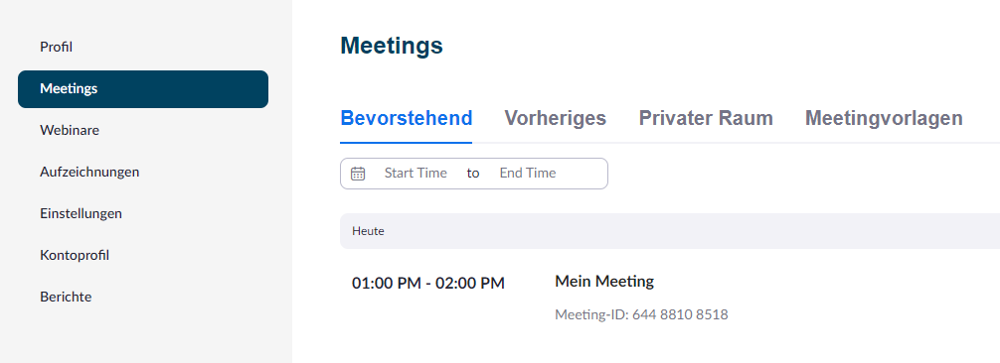 Profil
Meetings
Webinare
Aufzeichnungen
Einstellungen
Kontoprofil
Berichte
Meetings
Bevorstehend Vorheriges Privater Raum Meetingvorlagen
Start Time to End Time
Heute
01:00 PM - 02:00 PM Mein Meeting
Meeting-ID: 644 8810 8518